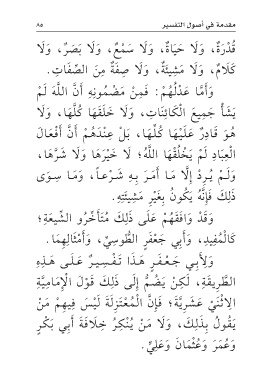 مقدمة في أصول التفسير ٨٥
قُدْرَةٌ، وَلَا حَيَاةٌ، وَلَا سَمْعٌ، وَلَا بَصَرٌ، وَلَا
كَلَامٌ، وَلَا مَشِيئَةٌ، وَلَا صِفَةٌ مِنَ الصِّفَاتِ.
وَأَمَّا عَدْلُهُمْ: فَمِنْ مَضْمُونِهِ أَنَّ اللَّهَ لَمْ
يَشَأْ جَمِيعَ الْكَائِنَاتِ، وَلَا خَلَقَهَا كُلَّهَا، وَلَا
هُوَ قَادِرٌ عَلَيْهَا كُلِّهَا، بَلْ عِنْدَهُمْ أَنَّ أَفْعَالَ
الْعِبَادِ لَمْ يَخْلُقْهَا اللَّهُ؛ لَا خَيْرَهَا وَلَا شَرَّهَا،
وَلَمْ يُرِدْ إِلَّا مَا أَمَرَ بِهِ شَرْعاً، وَمَا سِوَى
ذَلِكَ فَإِنَّهُ يَكُونُ بِغَيْرِ مَشِيئَتِهِ.
وَقَدْ وَافَقَهُمْ عَلَى ذَلِكَ مُتَأَخِّرُو الشِّيعَةِ؛
كَالْمُفِيدِ، وَأَبِي جَعْفَرٍ الطُّوسِيِّ، وَأَمْثَالِهِمَا.
وَلِأَبِي جَعْفَرٍ هَذَا تَفْسِيرٌ عَلَى هَذِهِ
الطَّرِيقَةِ، لَكِنْ يَضُمُّ إِلَى ذَلِكَ قَوْلَ الْإِمَامِيَّةِ
الِاثْنَيْ عَشَرِيَّةَ؛ فَإِنَّ الْمُعْتَزِلَةَ لَيْسَ فِيهِمْ مَنْ
يَقُولُ بِذَلِكَ، وَلَا مَنْ يُنْكِرُ خِلَافَةَ أَبِي بَكْرٍ
وَعُمَرَ وَعُثْمَانَ وَعَلِيٍّ.